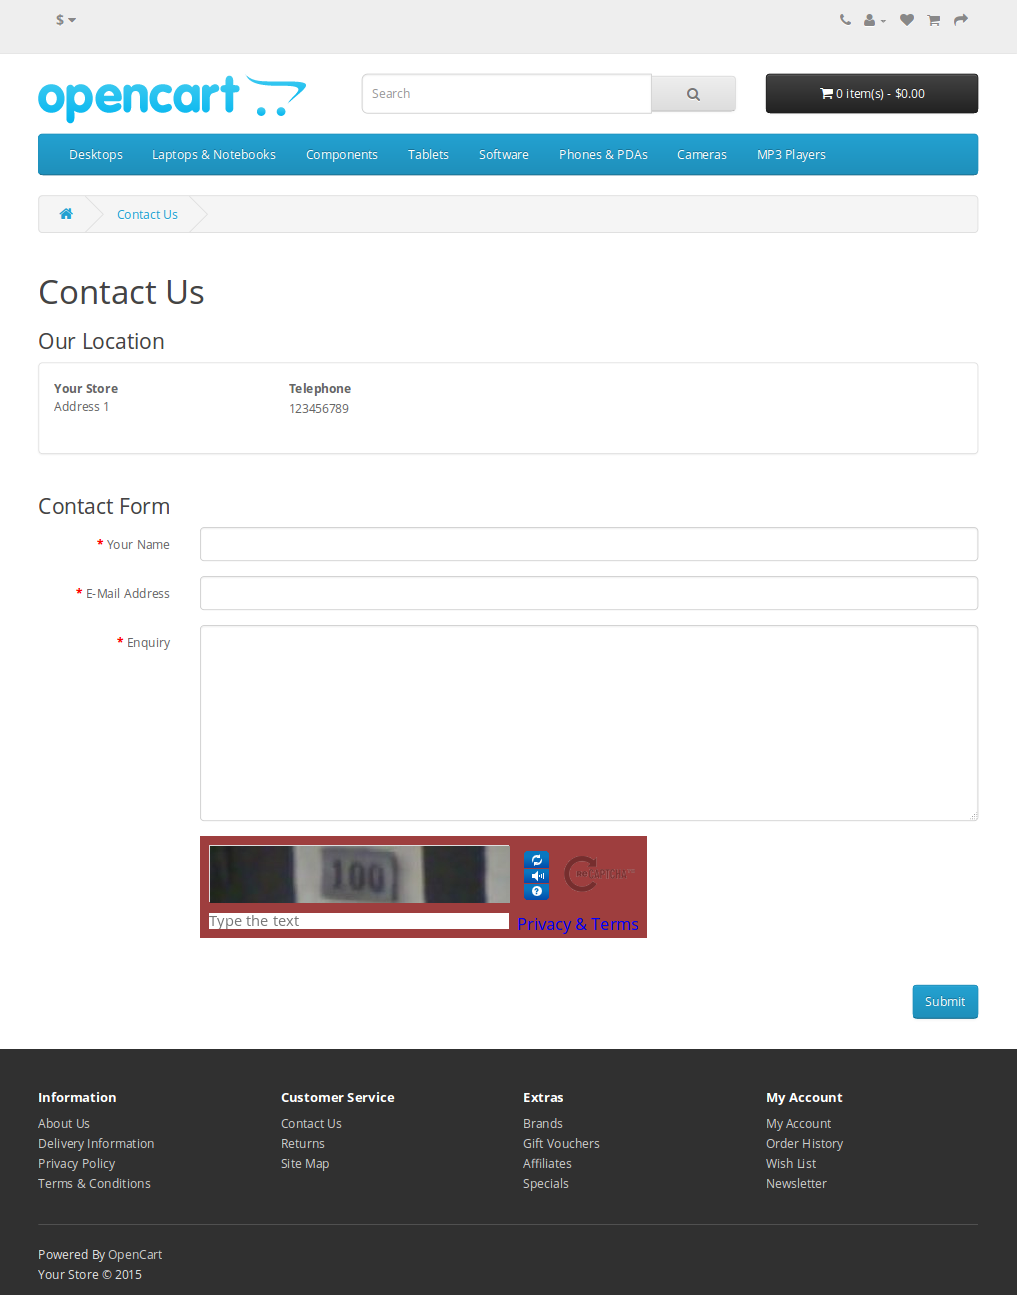 $
opencart
Search
0 item(s) - $0.00
Desktops Laptops & Notebooks Components Tablets Software Phones & PDAs Cameras MP3 Players
Contact Us
Contact Us
Our Location
Your Store Telephone
Address 1 123456789
Contact Form
* Your Name
* E-Mail Address
* Enquiry
100
reCAPTCHA™
Type the text
Privacy & Terms
Submit
Information Customer Service Extras My Account
About Us Contact Us Brands My Account
Delivery Information Returns Gift Vouchers Order History
Privacy Policy Site Map Affiliates Wish List
Terms & Conditions Specials Newsletter
Powered By OpenCart
Your Store © 2015